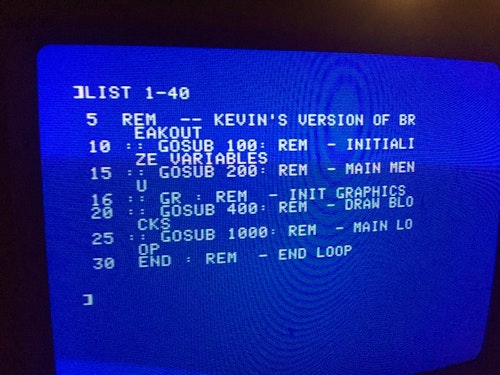 ]LIST 1-40
5 REM -- KEVIN'S VERSION OF BR
EAKOUT
10 :: GOSUB 100: REM - INITIALI
ZE VARIABLES
15 :: GOSUB 200: REM - MAIN MEN
U
16 :: GR : REM - INIT GRAPHICS
20 :: GOSUB 400: REM - DRAW BLO
CKS
25 :: GOSUB 1000: REM - MAIN LO
OP
30 END : REM - END LOOP
]